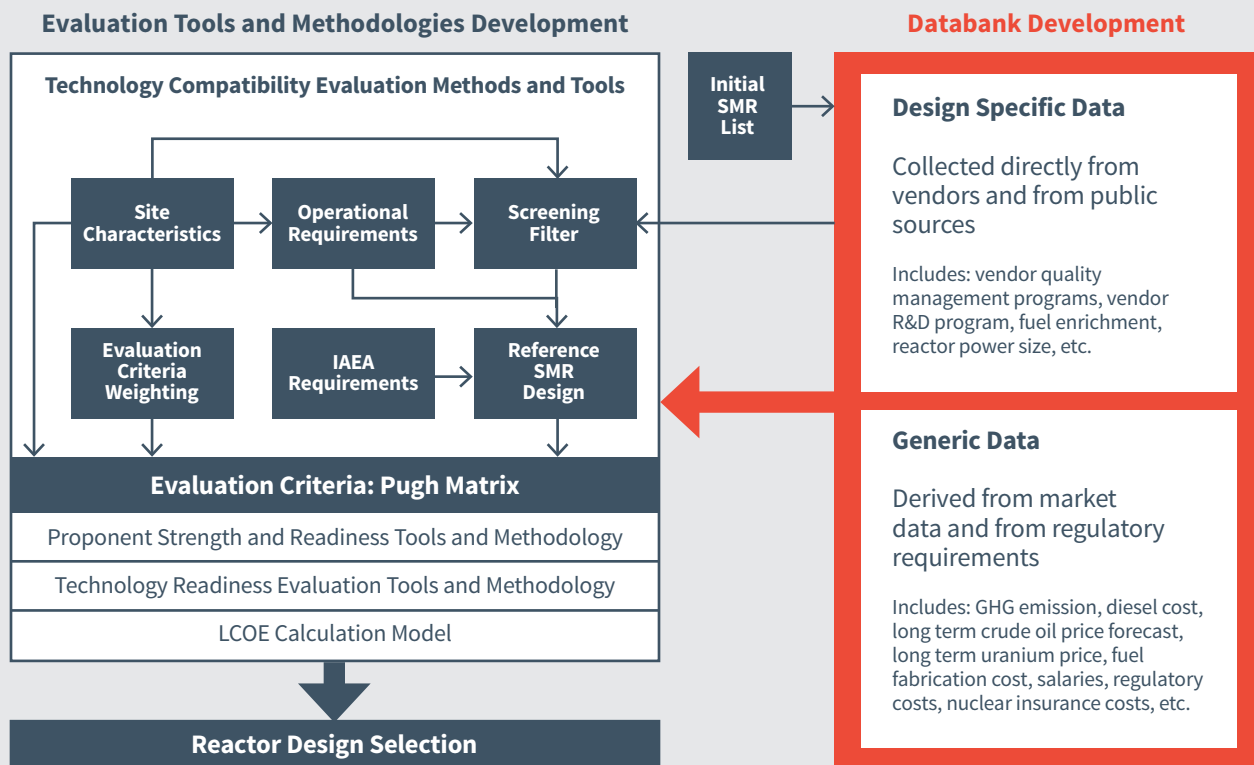 Evaluation Tools and Methodologies Development
Technology Compatibility Evaluation Methods and Tools
Site
Characteristics
Operational
Requirements
Screening
Filter
Evaluation
Criteria
Weighting
IAEA
Requirements
Reference
SMR
Design
Evaluation Criteria: Pugh Matrix
Proponent Strength and Readiness Tools and Methodology
Technology Readiness Evaluation Tools and Methodology
LCOE Calculation Model
Reactor Design Selection
Initial
SMR
List
Databank Development
Design Specific Data
Collected directly from
vendors and from public
sources
Includes: vendor quality
management programs, vendor
R&D program, fuel enrichment,
reactor power size, etc.
Generic Data
Derived from market
data and from regulatory
requirements
Includes: GHG emission, diesel cost,
long term crude oil price forecast,
long term uranium price, fuel
fabrication cost, salaries, regulatory
costs, nuclear insurance costs, etc.